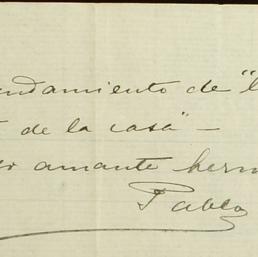 ndamiento de "l
de la casa" —
amante herm
Pablo